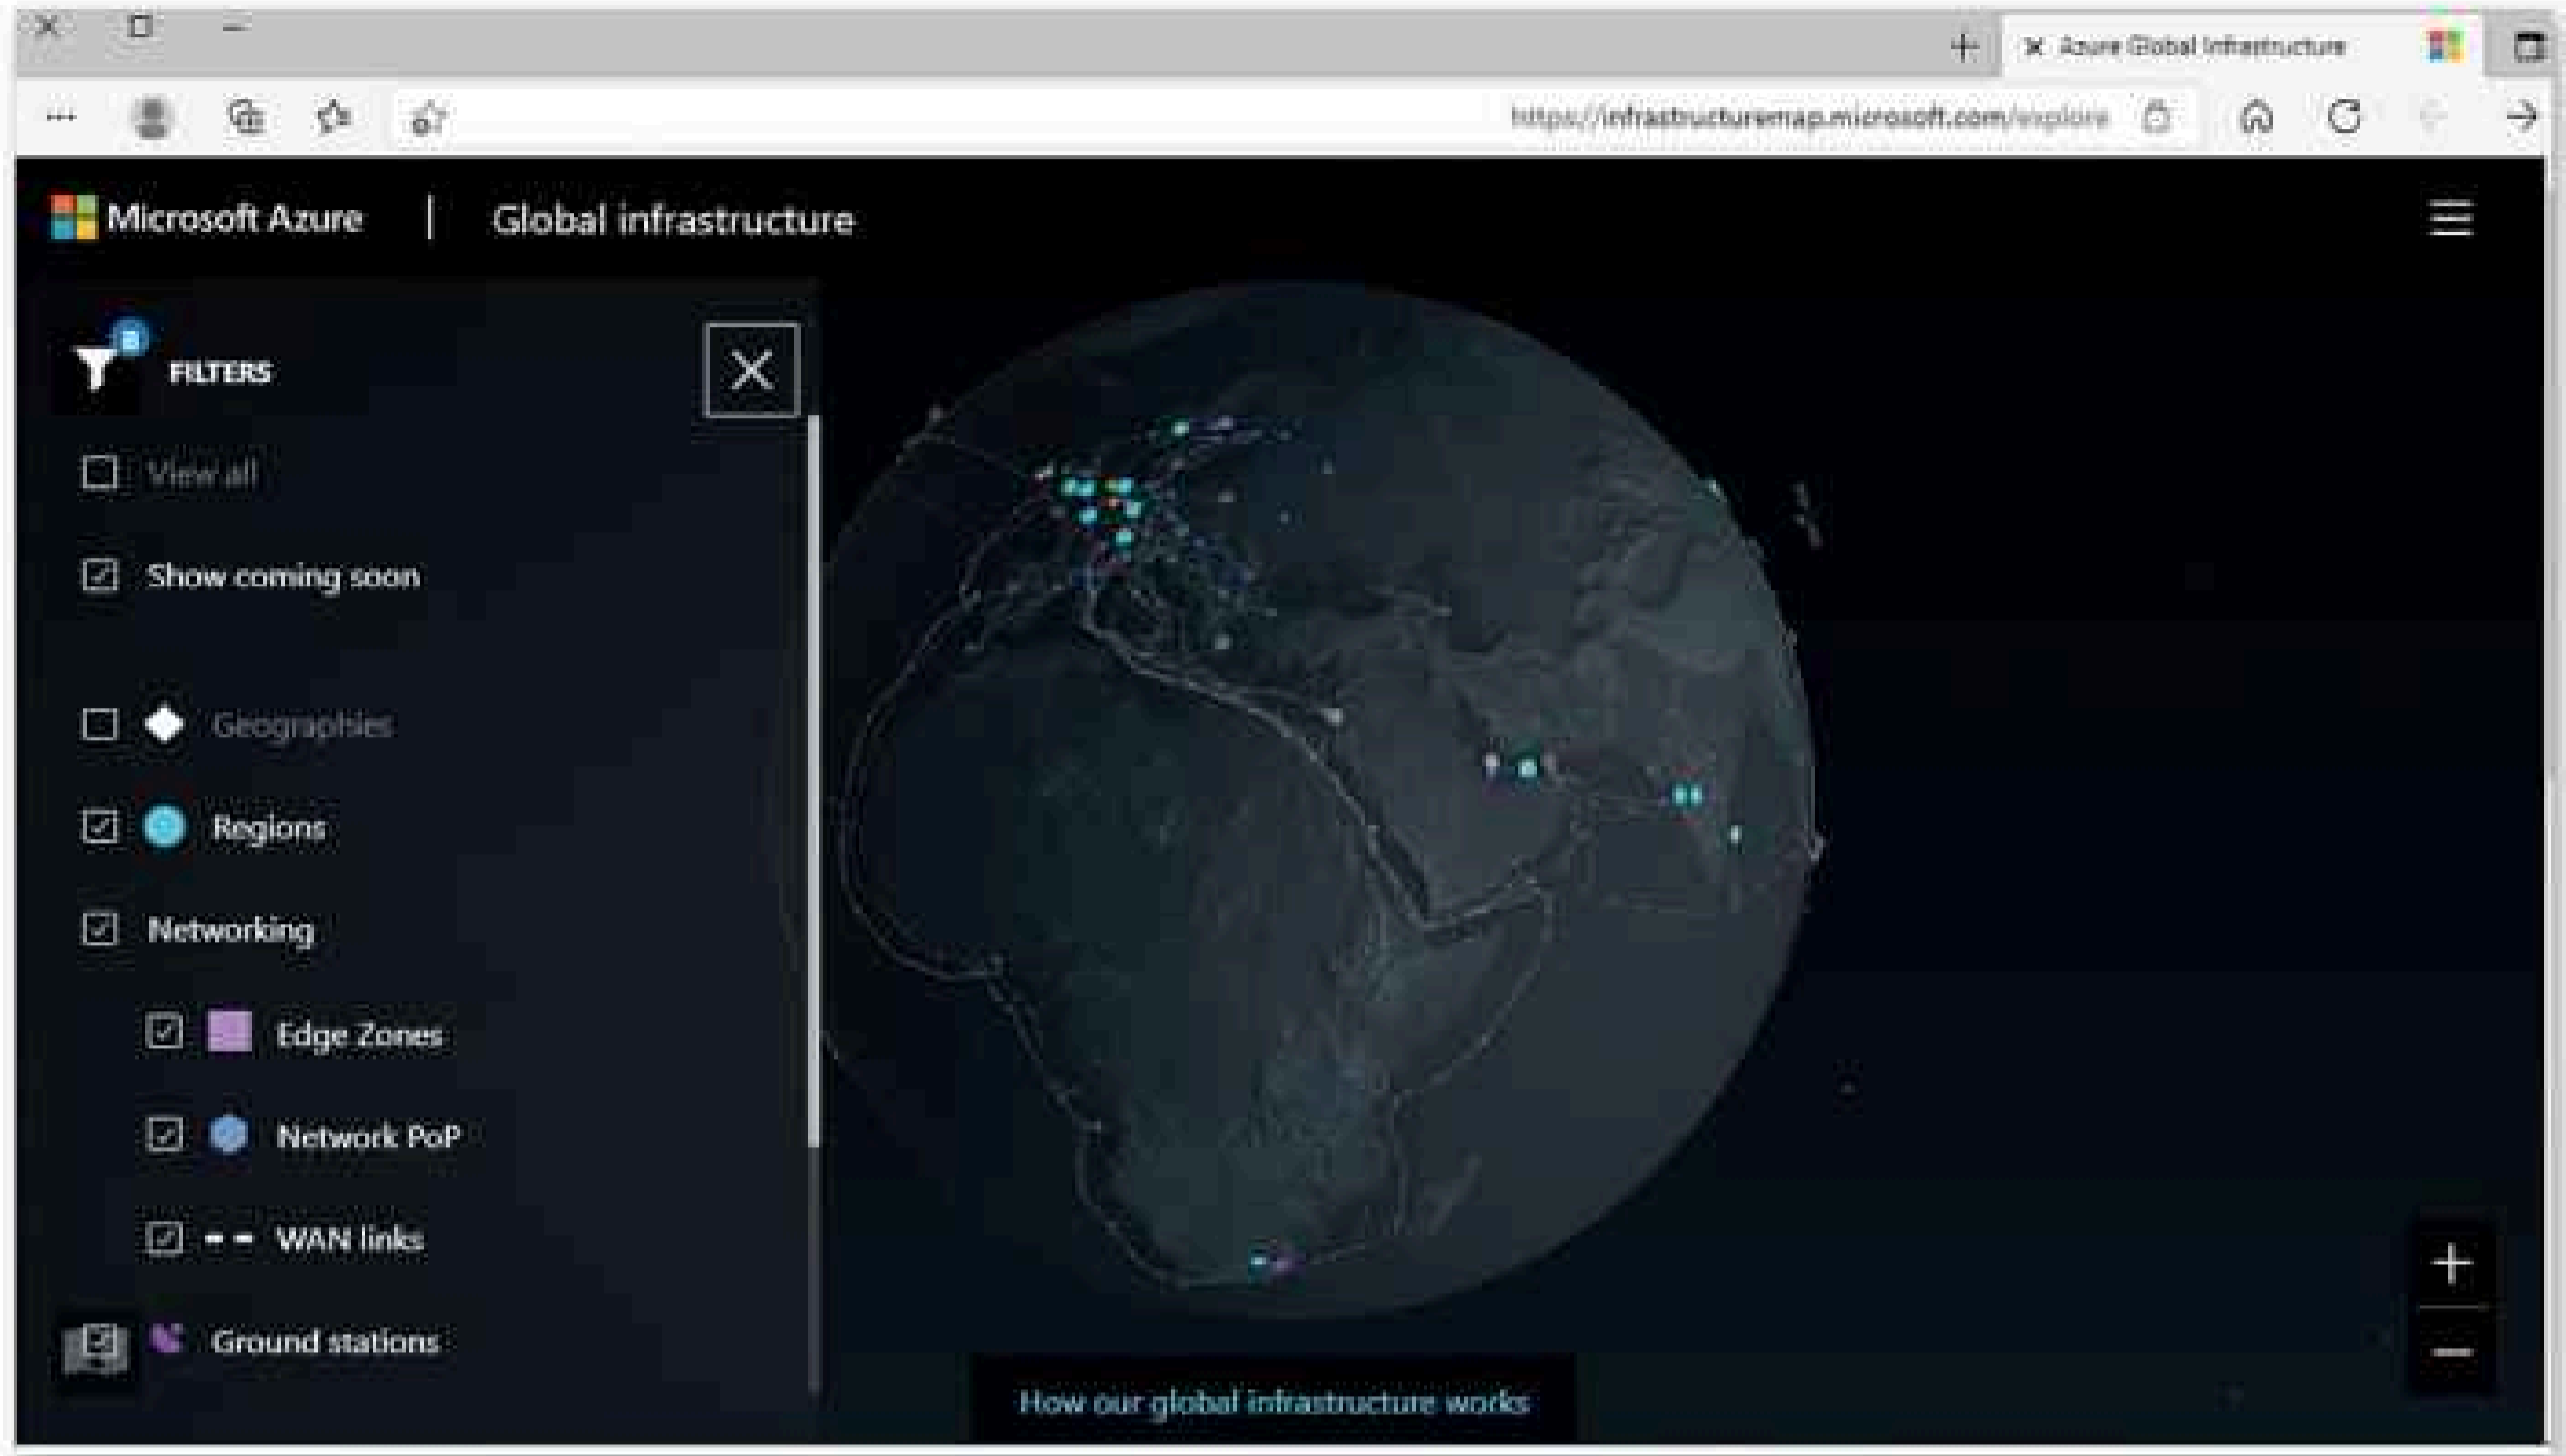 Azure Global Infrastructure
https://infrastructuremap.microsoft.com/explore
Microsoft Azure | Global infrastructure
FILTERS
View all
Show coming soon
Geographies
Regions
Networking
Edge Zones
Network PoP
WAN links
Ground stations
How our global infrastructure works